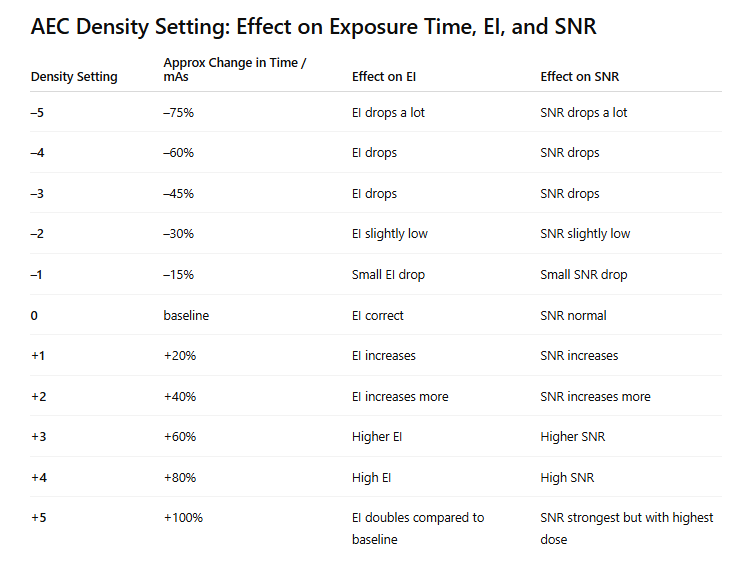 AEC Density Setting: Effect on Exposure Time, EI, and SNR
Density Setting Approx Change in Time / mAs Effect on EI Effect on SNR
–5 –75% EI drops a lot SNR drops a lot
–4 –60% EI drops SNR drops
–3 –45% EI drops SNR drops
–2 –30% EI slightly low SNR slightly low
–1 –15% Small EI drop Small SNR drop
0 baseline EI correct SNR normal
+1 +20% EI increases SNR increases
+2 +40% EI increases more SNR increases more
+3 +60% Higher EI Higher SNR
+4 +80% High EI High SNR
+5 +100% EI doubles compared to baseline SNR strongest but with highest dose